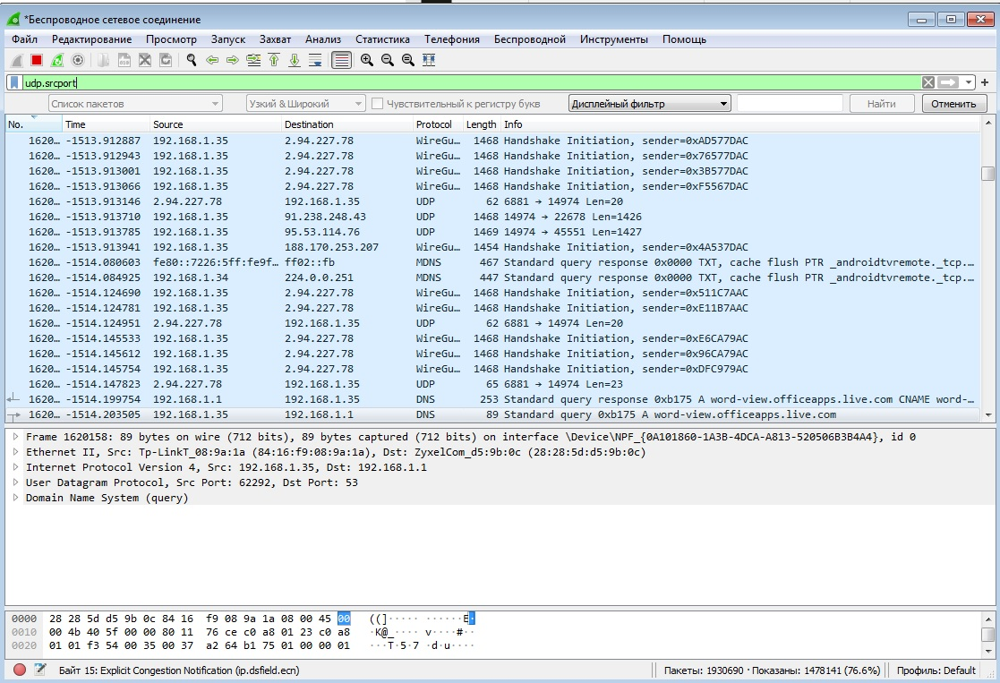 *Беспроводное сетевое соединение
Файл Редактирование Просмотр Запуск Захват Анализ Статистика Телефония Беспроводной Инструменты Помощь
udp.srcport
Список пакетов Узкий & Широкий Чувствительный к регистру букв Дисплейный фильтр Найти Отменить
No. Time Source Destination Protocol Length Info
1620… -1513.912887 192.168.1.35 2.94.227.78 WireGu… 1468 Handshake Initiation, sender=0xAD577DAC
1620… -1513.912943 192.168.1.35 2.94.227.78 WireGu… 1468 Handshake Initiation, sender=0x76577DAC
1620… -1513.913001 192.168.1.35 2.94.227.78 WireGu… 1468 Handshake Initiation, sender=0x3B577DAC
1620… -1513.913066 192.168.1.35 2.94.227.78 WireGu… 1468 Handshake Initiation, sender=0xF5567DAC
1620… -1513.913146 2.94.227.78 192.168.1.35 UDP 62 6881 → 14974 Len=20
1620… -1513.913710 192.168.1.35 91.238.248.43 UDP 1468 14974 → 22678 Len=1426
1620… -1513.913785 192.168.1.35 95.53.114.76 UDP 1469 14974 → 45551 Len=1427
1620… -1513.913941 192.168.1.35 188.170.253.207 WireGu… 1454 Handshake Initiation, sender=0x4A537DAC
1620… -1514.080603 fe80::7226:5ff:fe9f… ff02::fb MDNS 467 Standard query response 0x0000 TXT, cache flush PTR _androidtvremote._tcp.…
1620… -1514.084925 192.168.1.34 224.0.0.251 MDNS 447 Standard query response 0x0000 TXT, cache flush PTR _androidtvremote._tcp.…
1620… -1514.124690 192.168.1.35 2.94.227.78 WireGu… 1468 Handshake Initiation, sender=0x511C7AAC
1620… -1514.124781 192.168.1.35 2.94.227.78 WireGu… 1468 Handshake Initiation, sender=0xE11B7AAC
1620… -1514.124951 2.94.227.78 192.168.1.35 UDP 62 6881 → 14974 Len=20
1620… -1514.145533 192.168.1.35 2.94.227.78 WireGu… 1468 Handshake Initiation, sender=0xE6CA79AC
1620… -1514.145612 192.168.1.35 2.94.227.78 WireGu… 1468 Handshake Initiation, sender=0x96CA79AC
1620… -1514.145754 192.168.1.35 2.94.227.78 WireGu… 1468 Handshake Initiation, sender=0xDFC979AC
1620… -1514.147823 2.94.227.78 192.168.1.35 UDP 65 6881 → 14974 Len=23
1620… -1514.199754 192.168.1.1 192.168.1.35 DNS 253 Standard query response 0xb175 A word-view.officeapps.live.com CNAME word-…
1620… -1514.203505 192.168.1.35 192.168.1.1 DNS 89 Standard query 0xb175 A word-view.officeapps.live.com
Frame 1620158: 89 bytes on wire (712 bits), 89 bytes captured (712 bits) on interface \Device\NPF_{0A101860-1A3B-4DCA-A813-520506B3B4A4}, id 0
Ethernet II, Src: Tp-LinkT_08:9a:1a (84:16:f9:08:9a:1a), Dst: ZyxelCom_d5:9b:0c (28:28:5d:d5:9b:0c)
Internet Protocol Version 4, Src: 192.168.1.35, Dst: 192.168.1.1
User Datagram Protocol, Src Port: 62292, Dst Port: 53
Domain Name System (query)
0000 28 28 5d d5 9b 0c 84 16 f9 08 9a 1a 08 00 45 00 ((]····· ······E·
0010 00 4b 40 5f 00 00 80 11 76 ce c0 a8 01 23 c0 a8 ·K@_···· v····#··
0020 01 01 f3 54 00 35 00 37 a2 64 b1 75 01 00 00 01 ···T·5·7 ·d·u····
Байт 15: Explicit Congestion Notification (ip.dsfield.ecn) Пакеты: 1930690 · Показаны: 1478141 (76.6%) Профиль: Default